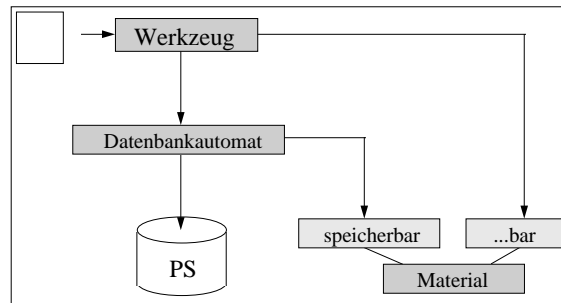 Werkzeug
Datenbankautomat
speicherbar
...bar
PS
Material